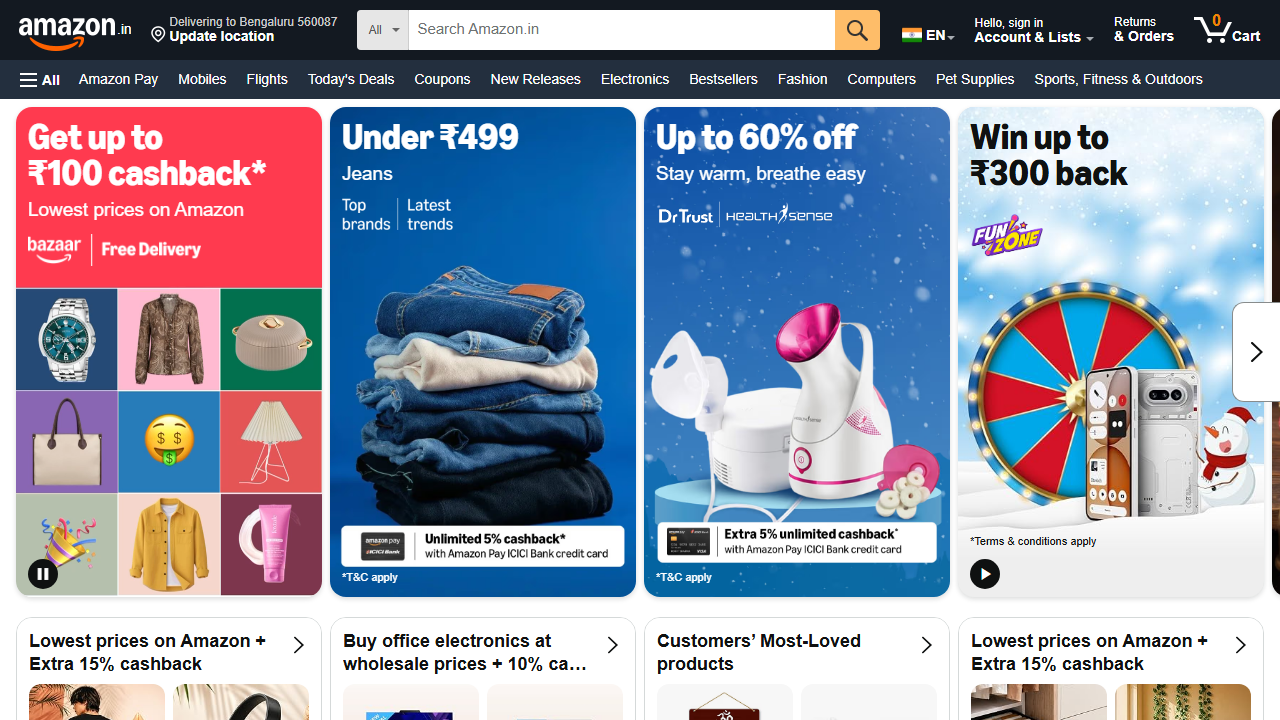 amazon.in
Delivering to Bengaluru 560087
Update location
All
Search Amazon.in
EN
Hello, sign in
Account & Lists
Returns
& Orders
0
Cart
All
Amazon Pay
Mobiles
Flights
Today's Deals
Coupons
New Releases
Electronics
Bestsellers
Fashion
Computers
Pet Supplies
Sports, Fitness & Outdoors
Get up to
₹100 cashback*
Lowest prices on Amazon
bazaar
Free Delivery
Under ₹499
Jeans
Top
brands
Latest
trends
amazon pay
ICICI Bank
Unlimited 5% cashback*
with Amazon Pay ICICI Bank credit card
*T&C apply
Up to 60% off
Stay warm, breathe easy
Dr Trust
HEALTH SENSE
Extra 5% unlimited cashback*
with Amazon Pay ICICI Bank credit card
*T&C apply
Win up to
₹300 back
FUN
ZONE
*Terms & conditions apply
Lowest prices on Amazon +
Extra 15% cashback
Buy office electronics at
wholesale prices + 10% ca…
Customers’ Most-Loved
products
Lowest prices on Amazon +
Extra 15% cashback